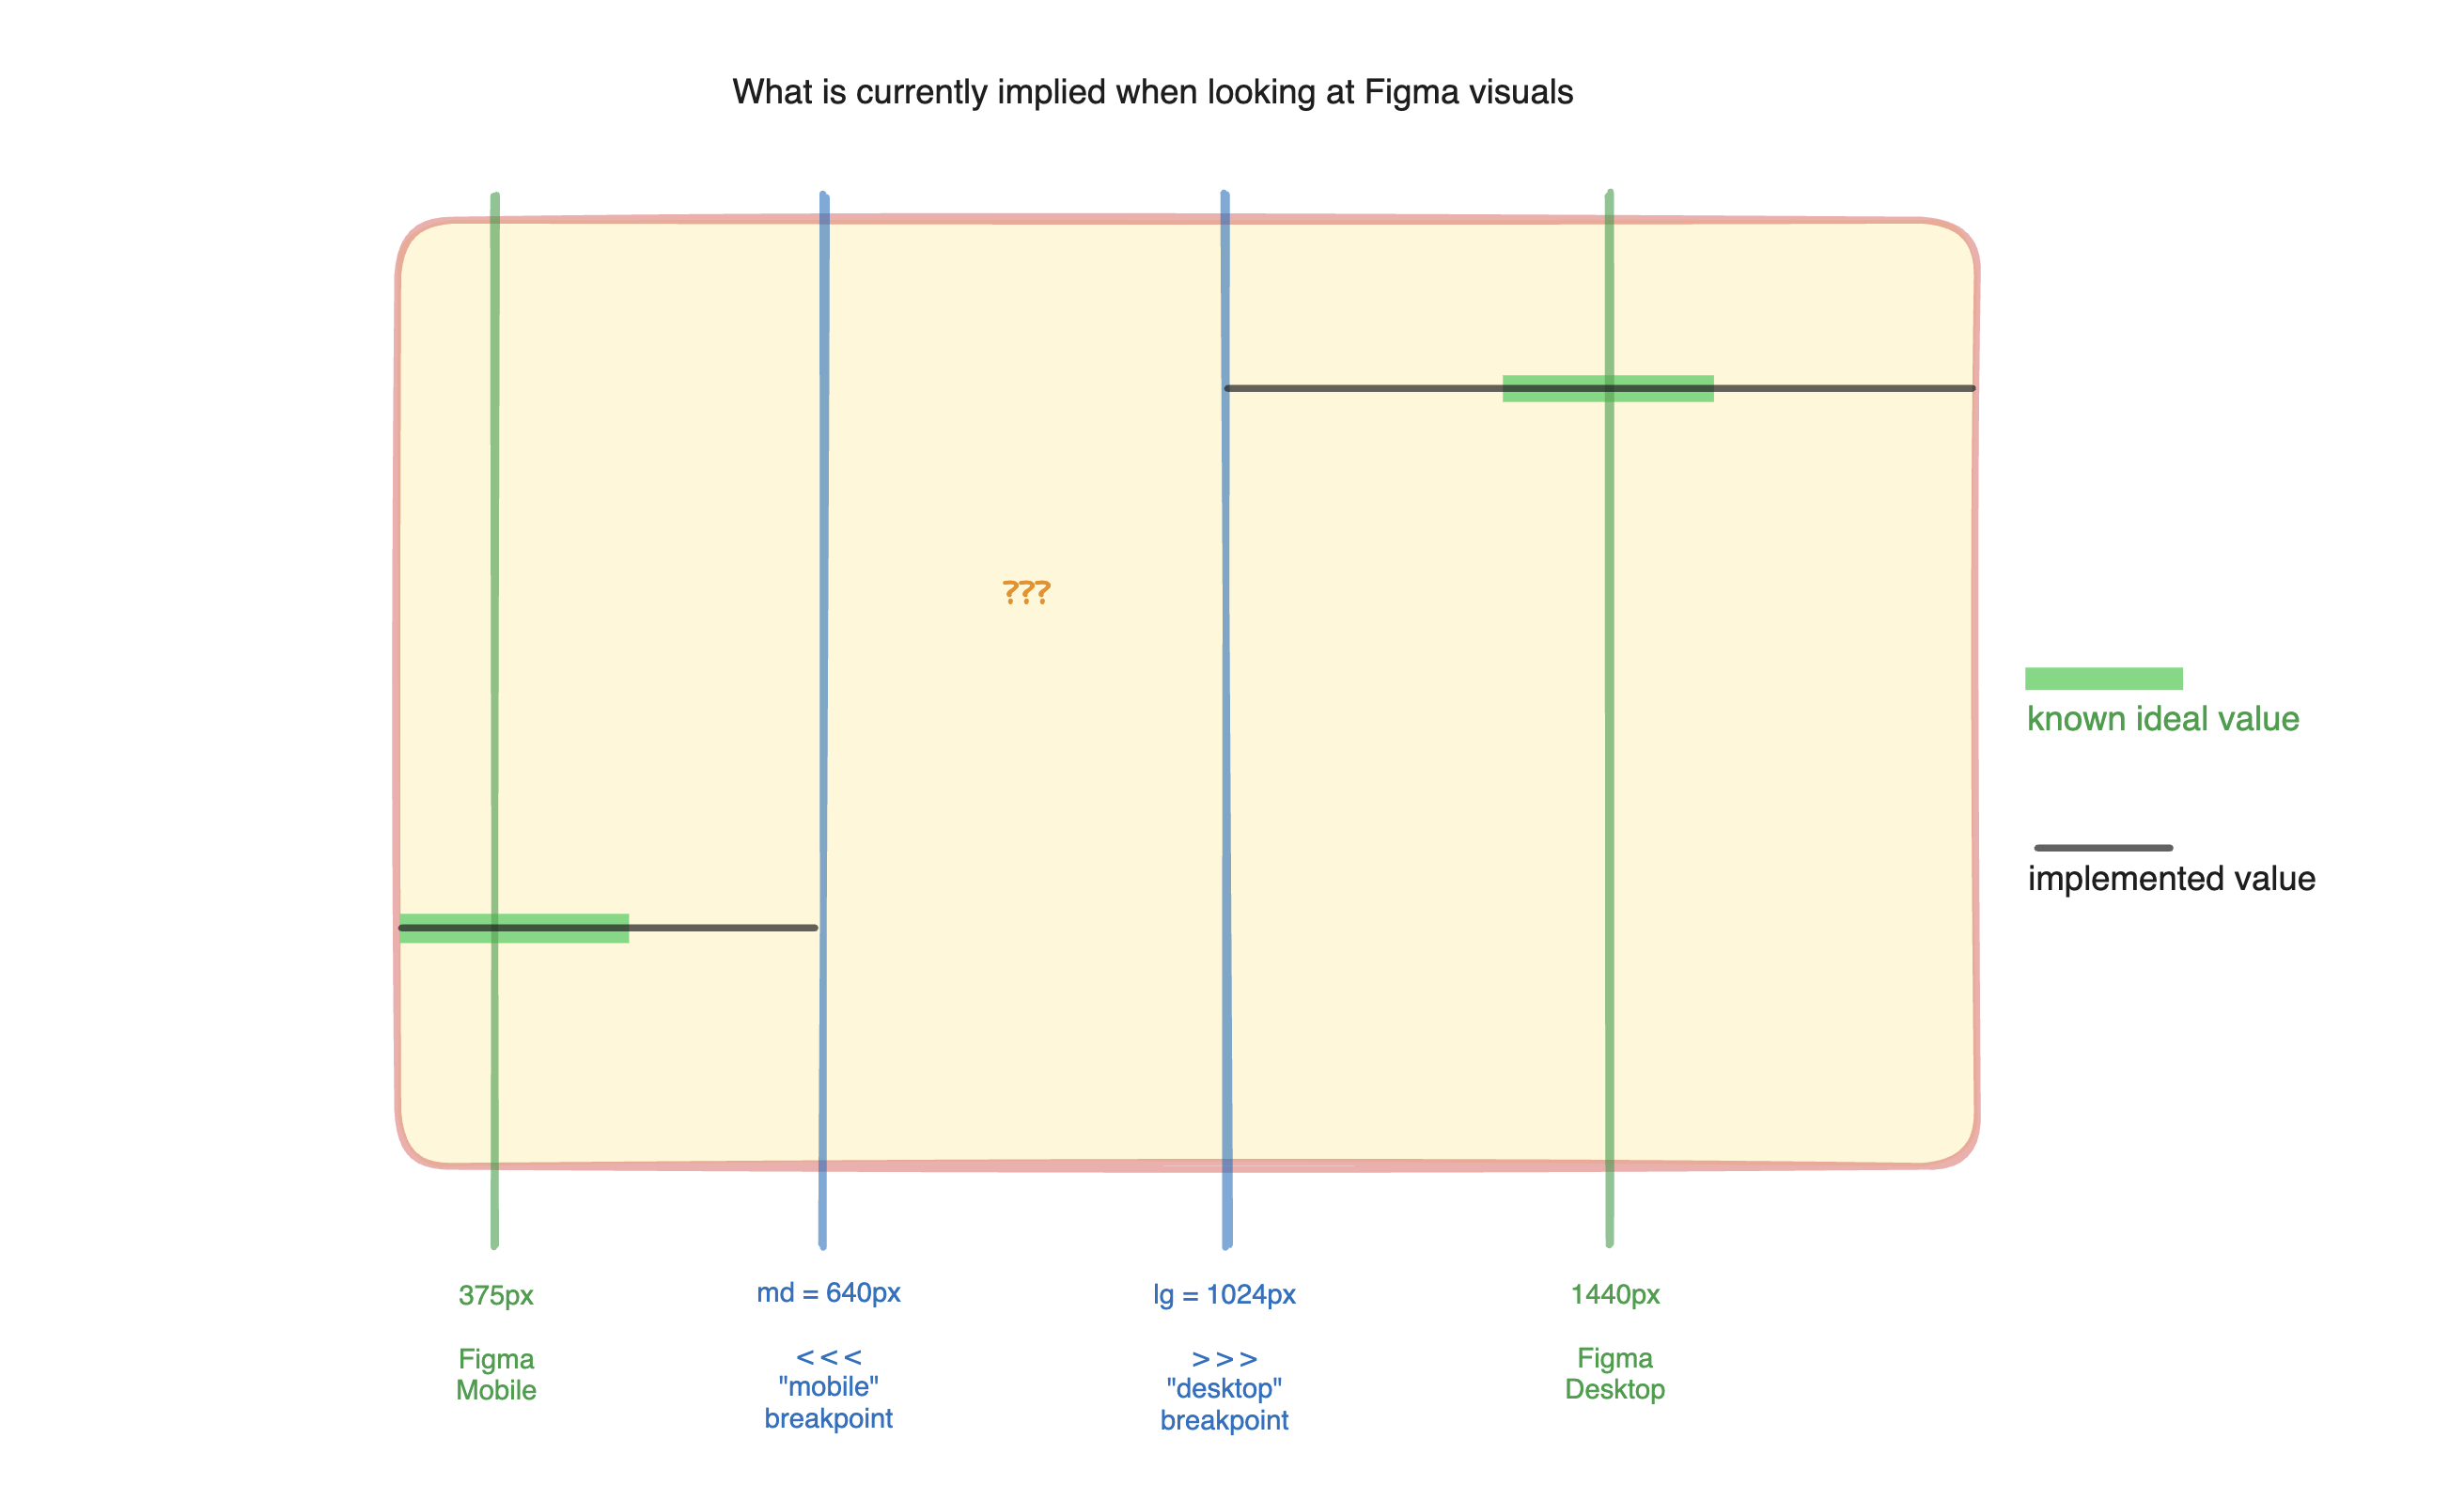 What is currently implied when looking at Figma visuals
???
known ideal value
implemented value
375px
Figma
Mobile
md = 640px
<<<
"mobile"
breakpoint
lg = 1024px
>>>
"desktop"
breakpoint
1440px
Figma
Desktop